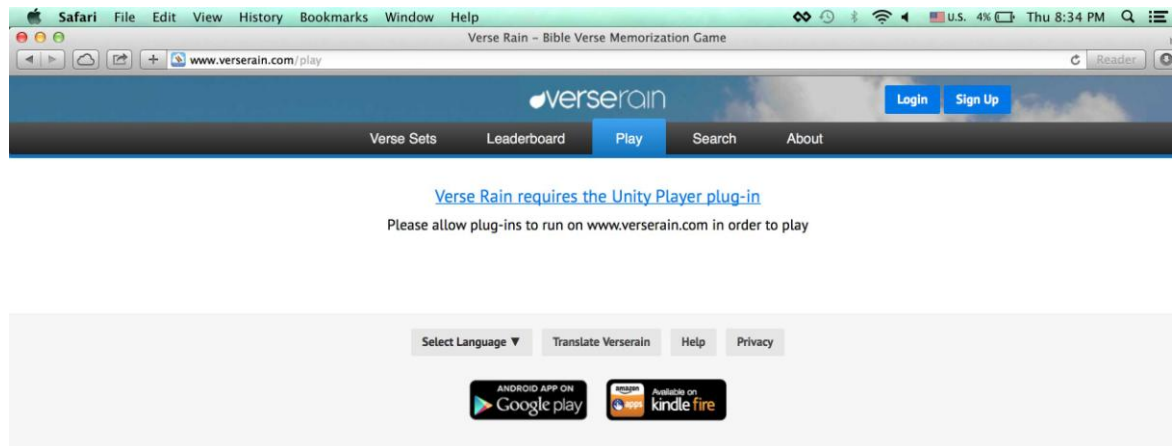 Safari File Edit View History Bookmarks Window Help U.S. 4% Thu 8:34 PM
Verse Rain – Bible Verse Memorization Game
www.verserain.com/play Reader
verserain Login Sign Up
Verse Sets Leaderboard Play Search About
Verse Rain requires the Unity Player plug-in
Please allow plug-ins to run on www.verserain.com in order to play
Select Language ▼ Translate Verserain Help Privacy
ANDROID APP ON
Google play
amazon
apps
Available on
kindle fire